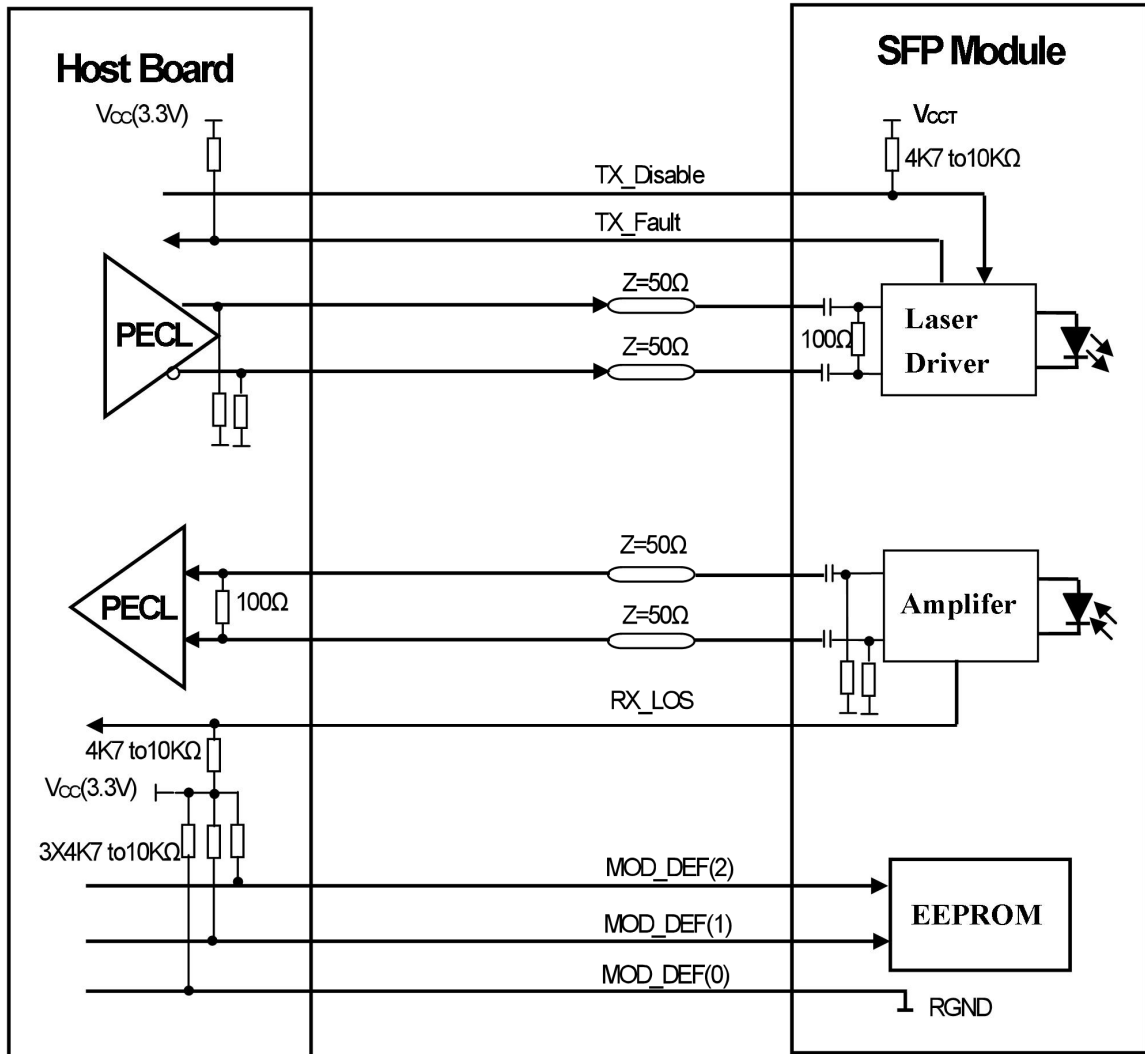 Host Board
SFP Module
VCC(3.3V)
VCCT
4K7 to10KΩ
TX_Disable
TX_Fault
Z=50Ω
PECL
100Ω
Laser
Driver
Z=50Ω
Z=50Ω
PECL
100Ω
Amplifer
Z=50Ω
RX_LOS
4K7 to10KΩ
VCC(3.3V)
3X4K7 to10KΩ
MOD_DEF(2)
EEPROM
MOD_DEF(1)
MOD_DEF(0)
RGND